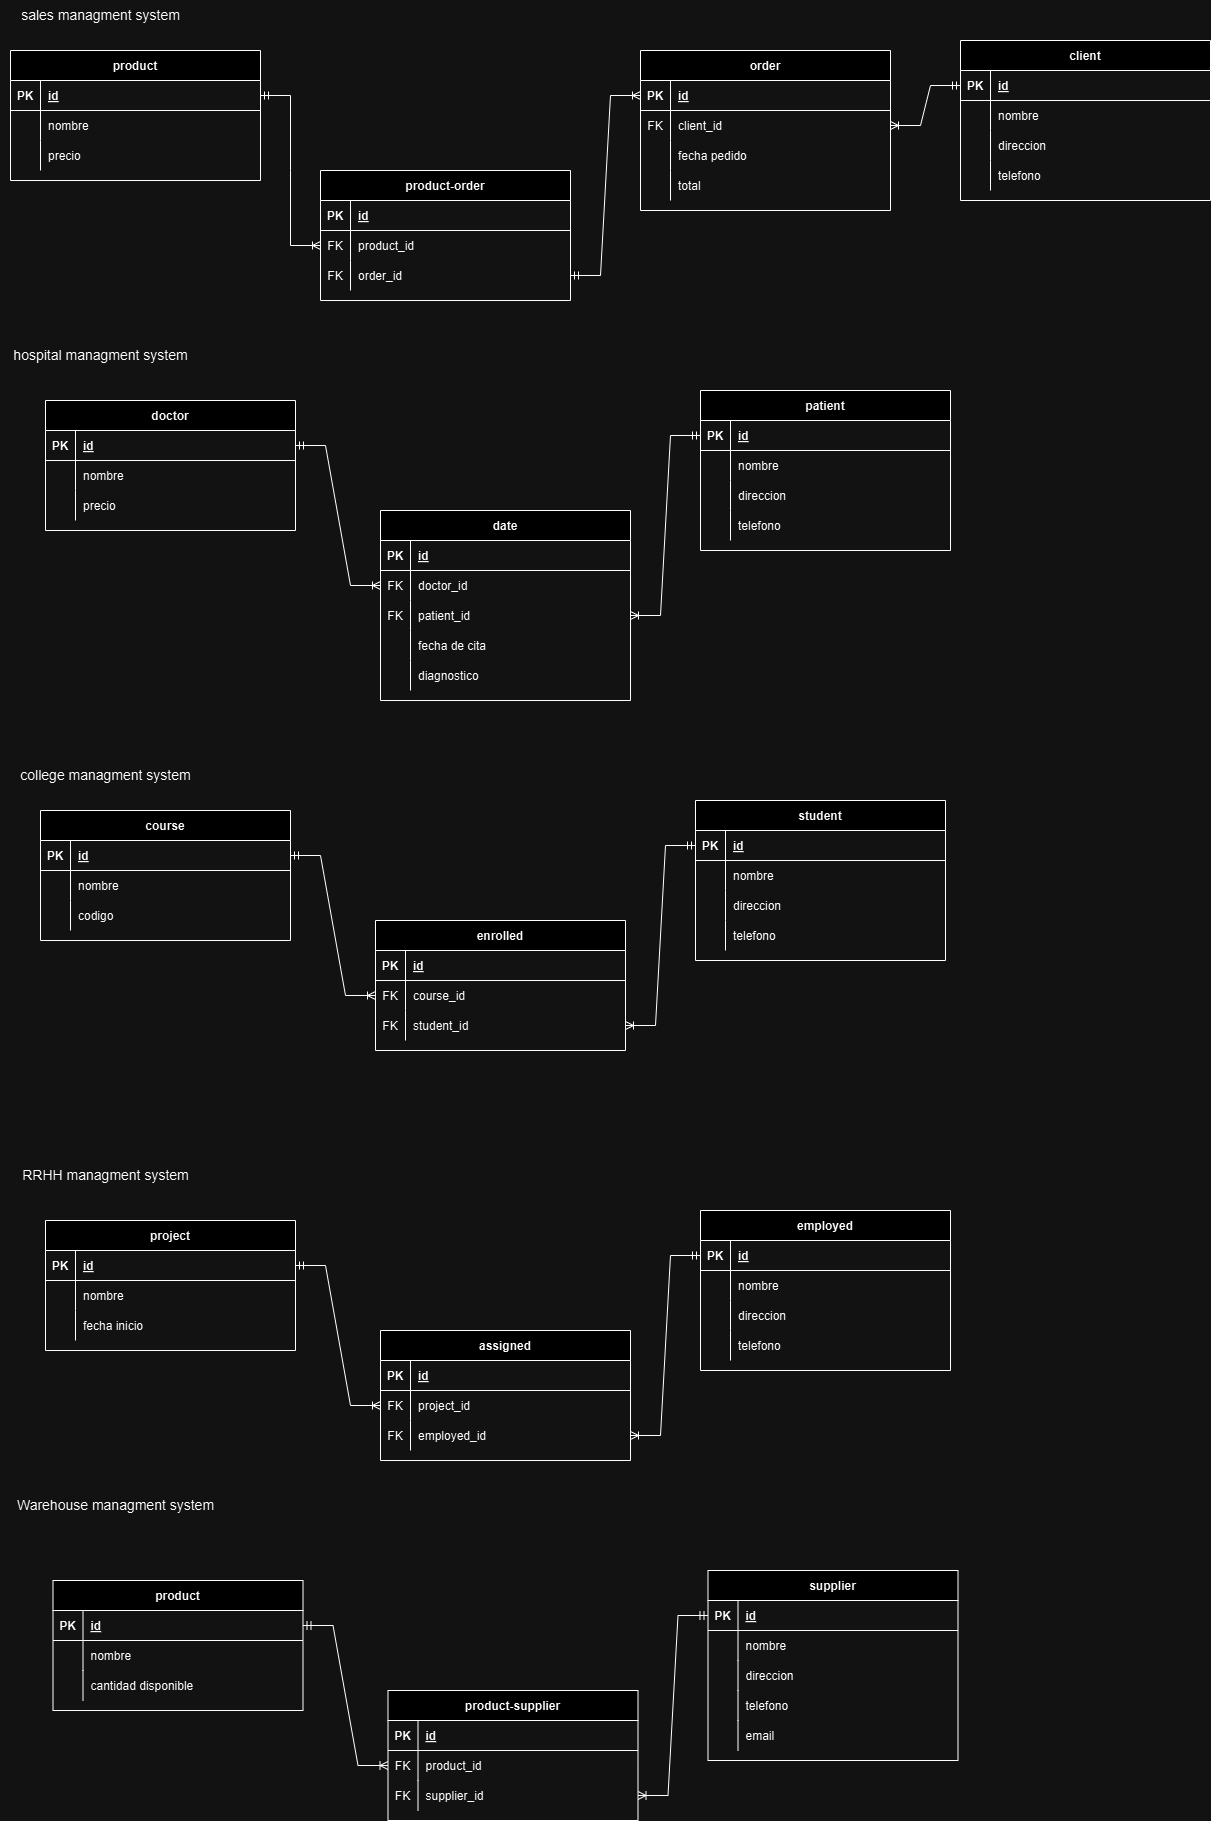 sales managment system
product
PK id
nombre
precio
product-order
PK id
FK product_id
FK order_id
order
PK id
FK client_id
fecha pedido
total
client
PK id
nombre
direccion
telefono
hospital managment system
doctor
PK id
nombre
precio
date
PK id
FK doctor_id
FK patient_id
fecha de cita
diagnostico
patient
PK id
nombre
direccion
telefono
college managment system
course
PK id
nombre
codigo
enrolled
PK id
FK course_id
FK student_id
student
PK id
nombre
direccion
telefono
RRHH managment system
project
PK id
nombre
fecha inicio
assigned
PK id
FK project_id
FK employed_id
employed
PK id
nombre
direccion
telefono
Warehouse managment system
product
PK id
nombre
cantidad disponible
product-supplier
PK id
FK product_id
FK supplier_id
supplier
PK id
nombre
direccion
telefono
email